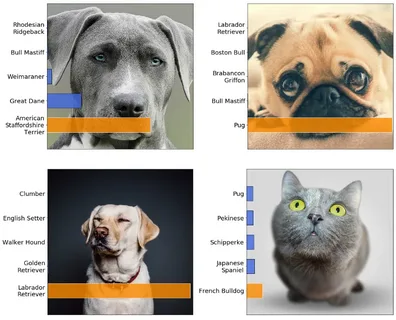 Rhodesian
Ridgeback
Bull Mastiff
Weimaraner
Great Dane
American
Staffordshire
Terrier
Labrador
Retriever
Boston Bull
Brabancon
Griffon
Bull Mastiff
Pug
Clumber
English Setter
Walker Hound
Golden
Retriever
Labrador
Retriever
Pug
Pekinese
Schipperke
Japanese
Spaniel
French Bulldog